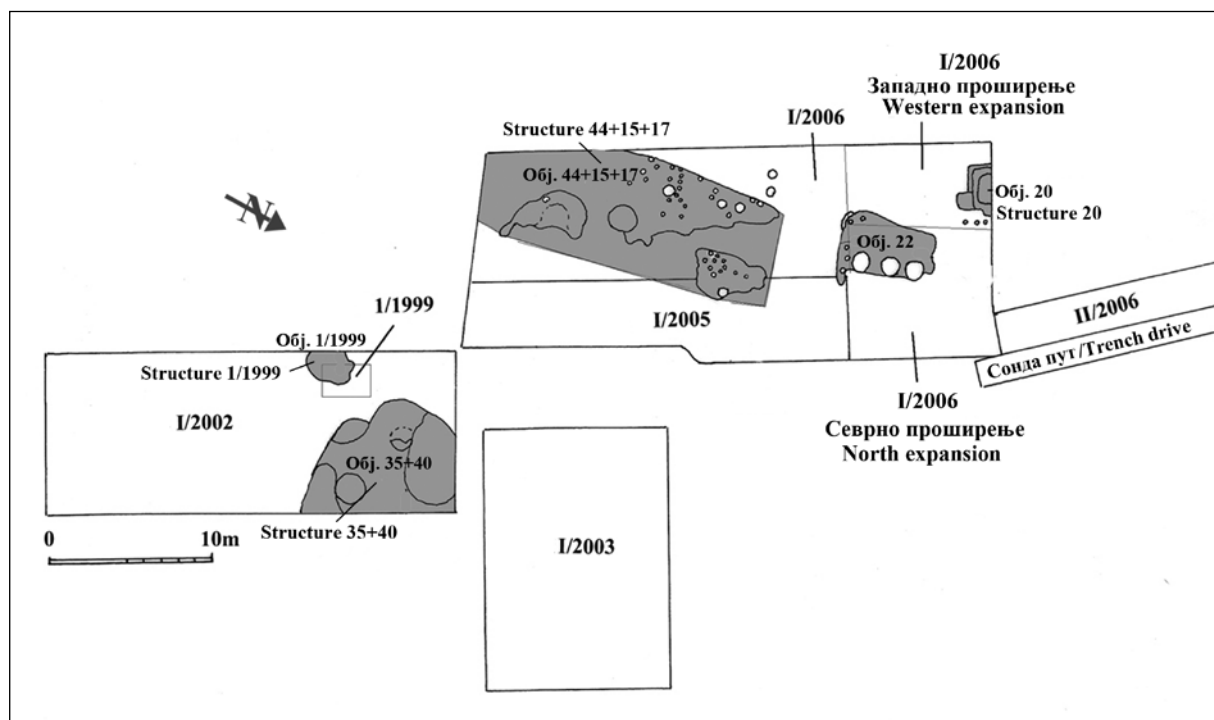 I/2006
Западно проширење
Western expansion
I/2006
Structure 44+15+17
Обј. 44+15+17
Обј. 20
Structure 20
N
Обј. 22
II/2006
Сонда пут/Trench drive
1/1999
I/2005
Обј. 1/1999
Structure 1/1999
I/2002
I/2006
Севрно проширење
North expansion
Обј. 35+40
Structure 35+40
0 10m
I/2003